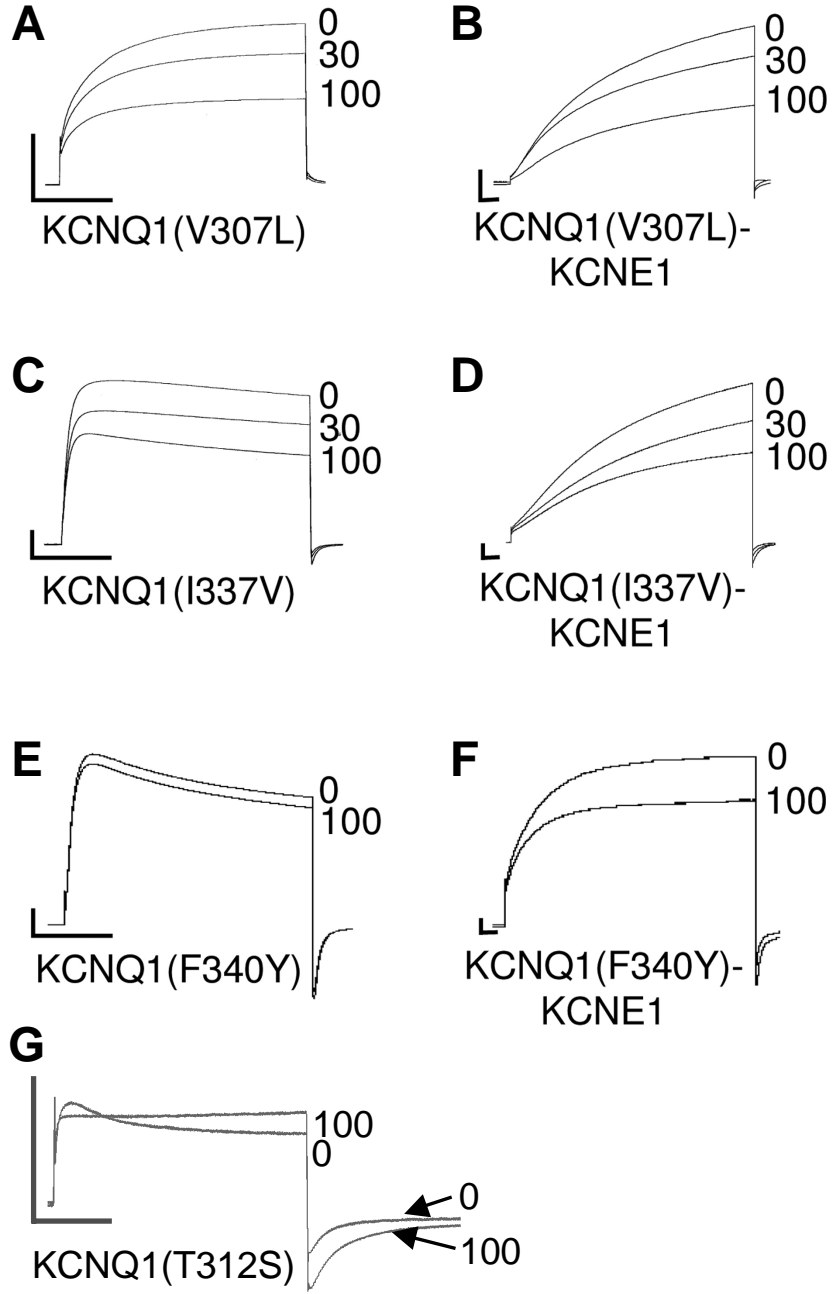 A
0
30
100
KCNQ1(V307L)
B
0
30
100
KCNQ1(V307L)-
KCNE1
C
0
30
100
KCNQ1(I337V)
D
0
30
100
KCNQ1(I337V)-
KCNE1
E
0
100
KCNQ1(F340Y)
F
0
100
KCNQ1(F340Y)-
KCNE1
G
100
0
0
100
KCNQ1(T312S)